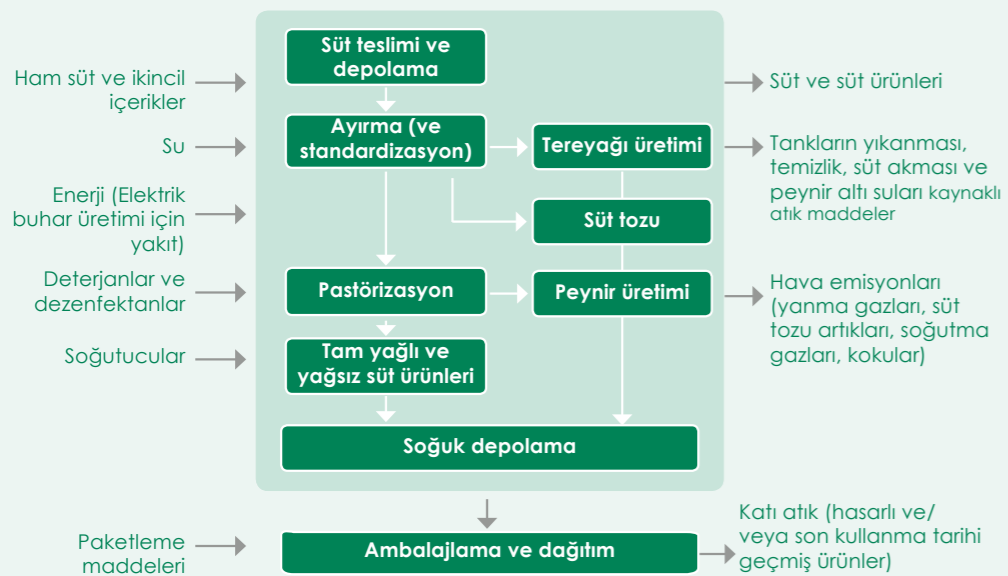 Ham süt ve ikincil
içerikler
Su
Enerji (Elektrik
buhar üretimi için
yakıt)
Deterjanlar ve
dezenfektanlar
Soğutucular
Paketleme
maddeleri
Süt teslimi ve
depolama
Ayırma (ve
standardizasyon)
Tereyağı üretimi
Süt tozu
Pastörizasyon
Peynir üretimi
Tam yağlı ve
yağsız süt ürünleri
Soğuk depolama
Ambalajlama ve dağıtım
Süt ve süt ürünleri
Tankların yıkanması,
temizlik, süt akması ve
peynir altı suları kaynaklı
atık maddeler
Hava emisyonları
(yanma gazları, süt
tozu artıkları, soğutma
gazları, kokular)
Katı atık (hasarlı ve/
veya son kullanma tarihi
geçmiş ürünler)